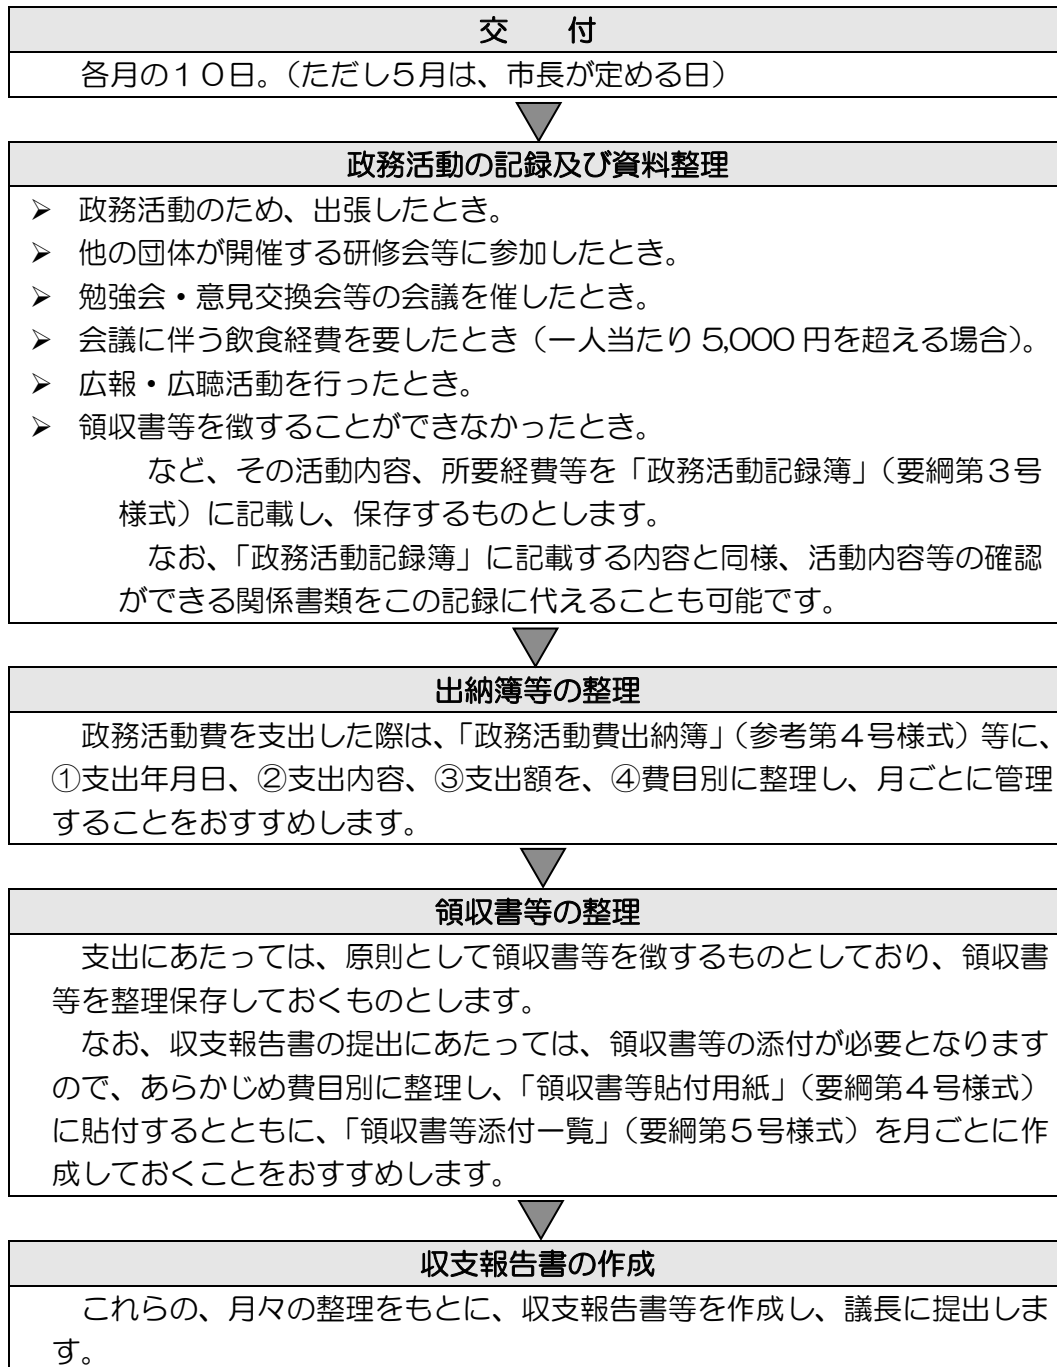 交　　付
各月の１０日。（ただし５月は、市長が定める日）
政務活動の記録及び資料整理
➢ 政務活動のため、出張したとき。
➢ 他の団体が開催する研修会等に参加したとき。
➢ 勉強会・意見交換会等の会議を催したとき。
➢ 会議に伴う飲食経費を要したとき（一人当たり 5,000 円を超える場合）。
➢ 広報・広聴活動を行ったとき。
➢ 領収書等を徴することができなかったとき。
など、その活動内容、所要経費等を「政務活動記録簿」（要綱第３号
様式）に記載し、保存するものとします。
なお、「政務活動記録簿」に記載する内容と同様、活動内容等の確認
ができる関係書類をこの記録に代えることも可能です。
出納簿等の整理
政務活動費を支出した際は、「政務活動費出納簿」（参考第４号様式）等に、
①支出年月日、②支出内容、③支出額を、④費目別に整理し、月ごとに管理
することをおすすめします。
領収書等の整理
支出にあたっては、原則として領収書等を徴するものとしており、領収書
等を整理保存しておくものとします。
なお、収支報告書の提出にあたっては、領収書等の添付が必要となります
ので、あらかじめ費目別に整理し、「領収書等貼付用紙」（要綱第４号様式）
に貼付するとともに、「領収書等添付一覧」（要綱第５号様式）を月ごとに作
成しておくことをおすすめします。
収支報告書の作成
これらの、月々の整理をもとに、収支報告書等を作成し、議長に提出しま
す。